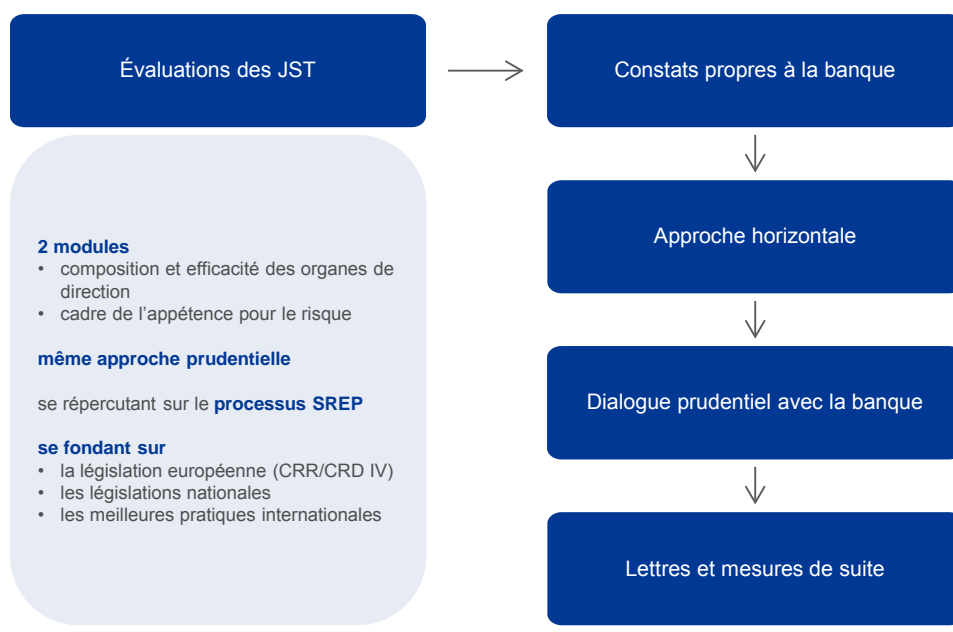 Évaluations des JST
2 modules
• composition et efficacité des organes de
direction
• cadre de l’appétence pour le risque
même approche prudentielle
se répercutant sur le processus SREP
se fondant sur
• la législation européenne (CRR/CRD IV)
• les législations nationales
• les meilleures pratiques internationales
Constats propres à la banque
Approche horizontale
Dialogue prudentiel avec la banque
Lettres et mesures de suite